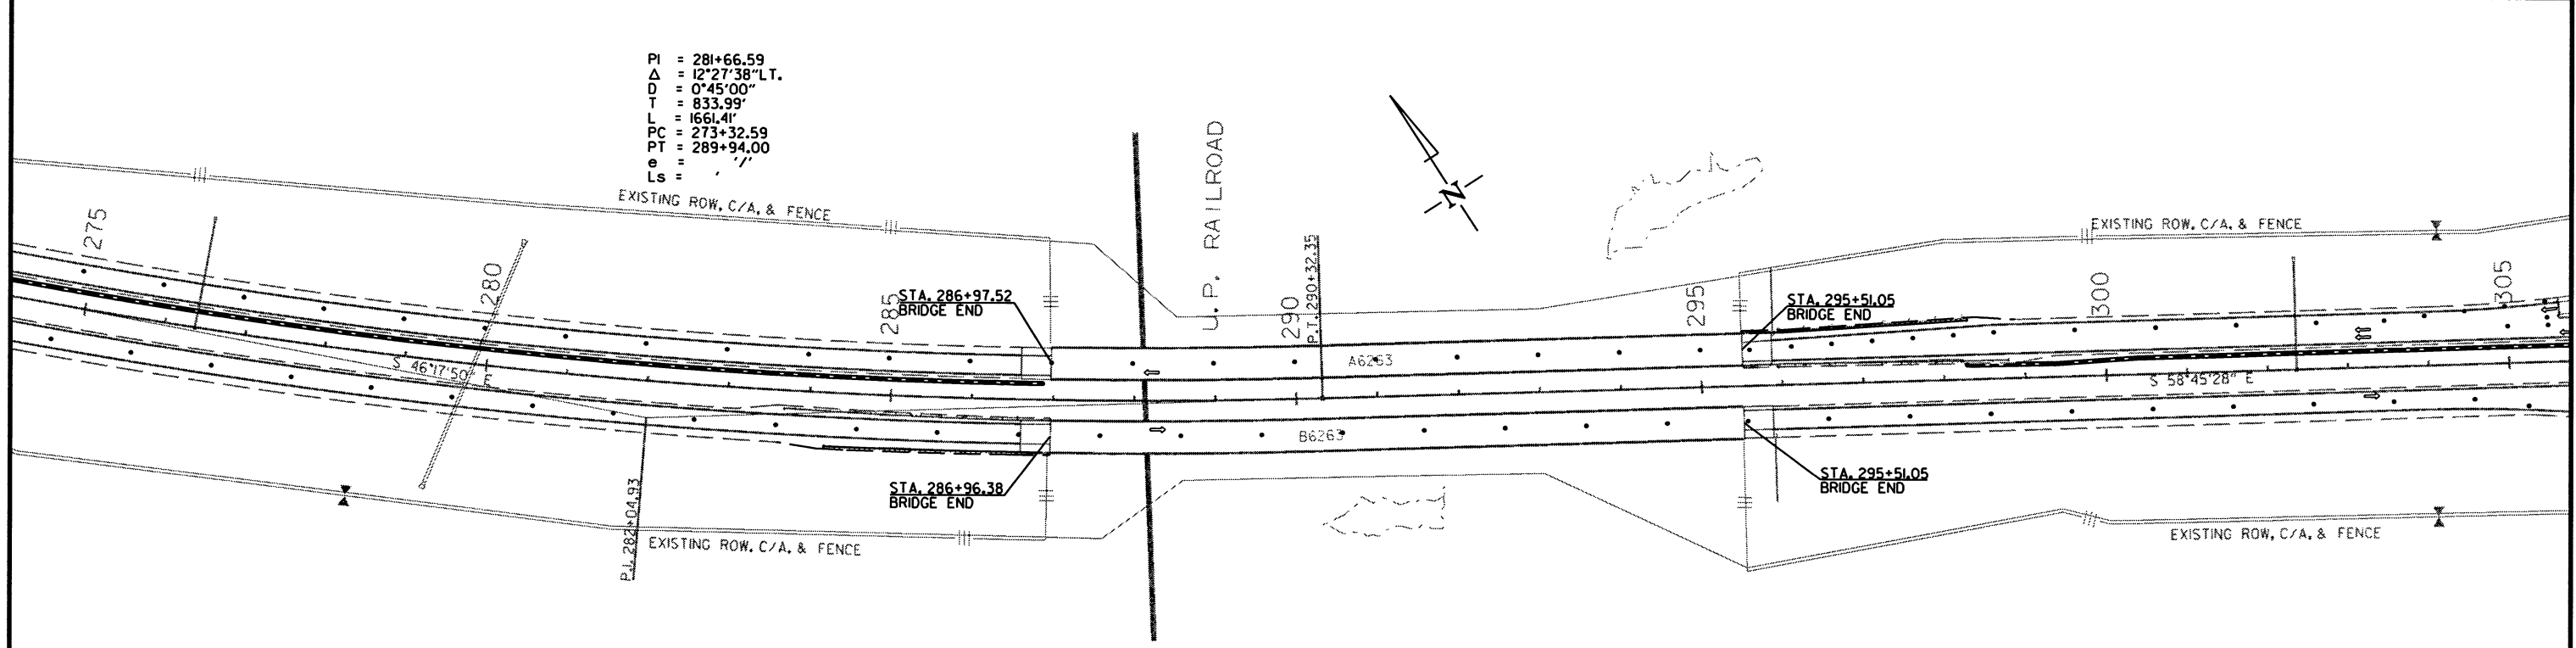 PI = 281+66.59
Δ = 12°27'38"LT.
D = 0°45'00"
T = 833.99'
L = 1661.41'
PC = 273+32.59
PT = 289+94.00
e = '/'
Ls = '
EXISTING ROW, C/A, & FENCE
U.P. RAILROAD
N
EXISTING ROW, C/A, & FENCE
275
280
285
STA. 286+97.52
BRIDGE END
290
P.T. 290+32.35
295
STA. 295+51.05
BRIDGE END
300
305
S 46°17'50" E
A6263
S 58°45'28" E
B6263
STA. 286+96.38
BRIDGE END
STA. 295+51.05
BRIDGE END
P.I. 282+04.93
EXISTING ROW, C/A, & FENCE
EXISTING ROW, C/A, & FENCE